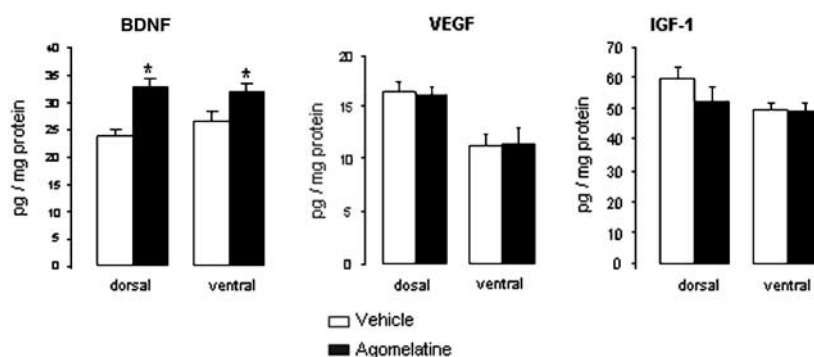 BDNF
pg / mg protein
40
35
30
25
20
15
10
5
0
*
*
dorsal
ventral
VEGF
pg / mg protein
20
15
10
5
0
dosal
ventral
IGF-1
pg / mg protein
70
60
50
40
30
20
10
0
dorsal
ventral
Vehicle
Agomelatine